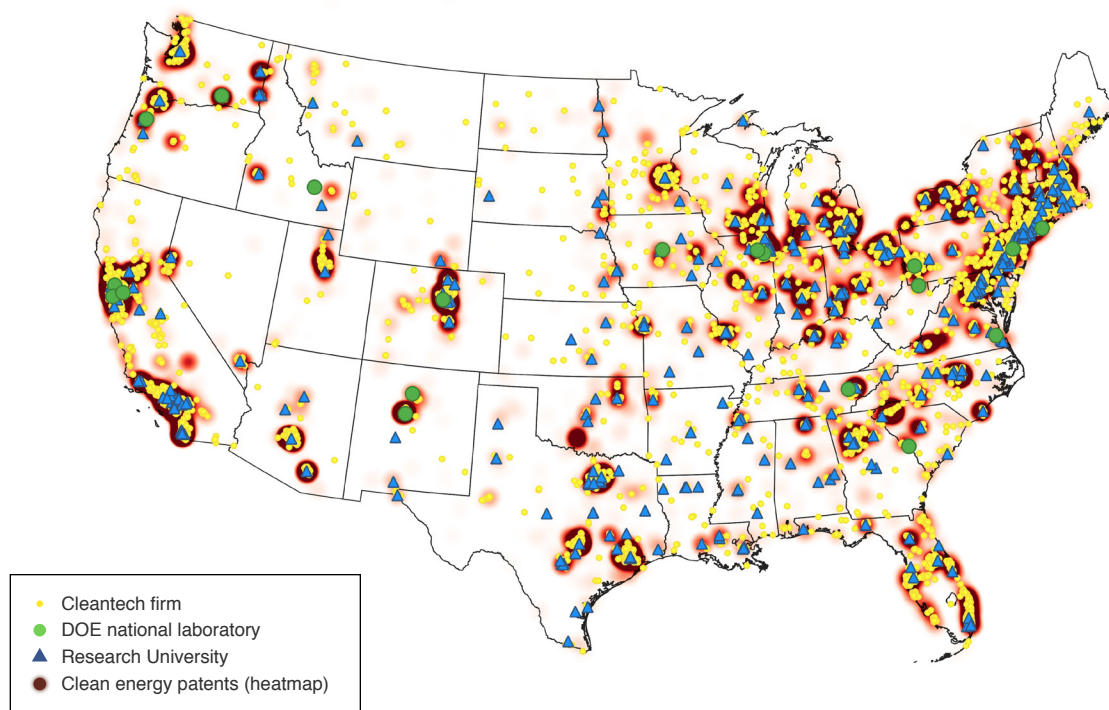 Cleantech firm
DOE national laboratory
Research University
Clean energy patents (heatmap)